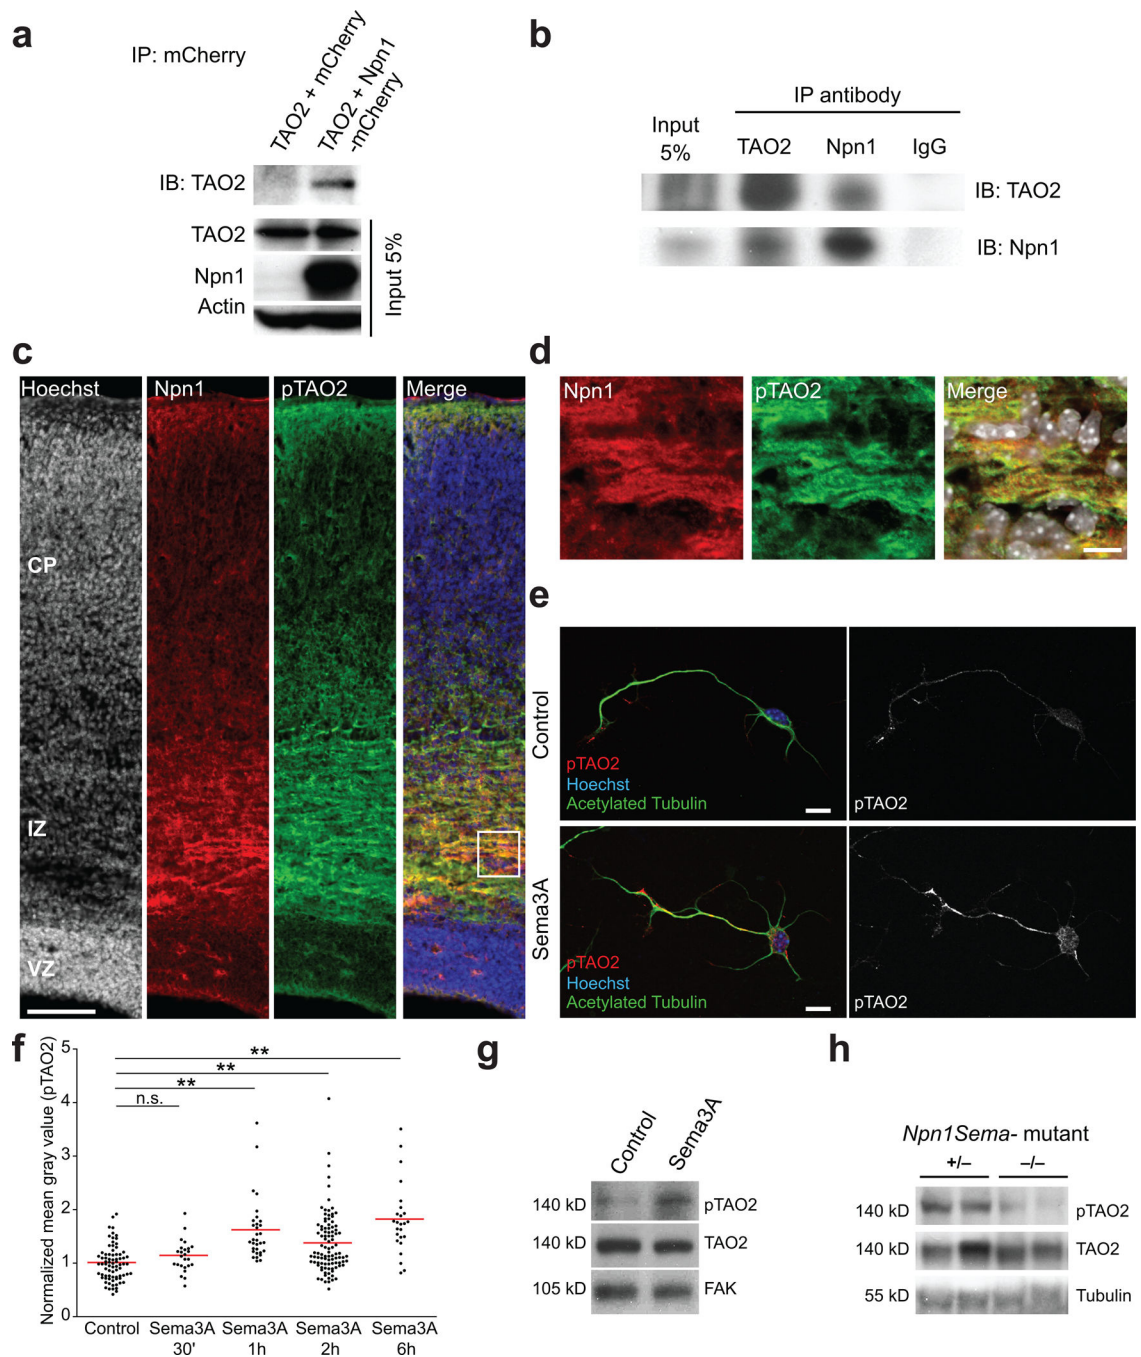 a
IP: mCherry
TAO2 + mCherry
TAO2 + Npn1
-mCherry
IB: TAO2
TAO2
Npn1
Actin
Input 5%
b
IP antibody
Input
5%
TAO2
Npn1
IgG
IB: TAO2
IB: Npn1
c
Hoechst
Npn1
pTAO2
Merge
CP
IZ
VZ
d
Npn1
pTAO2
Merge
e
Control
pTAO2
Hoechst
Acetylated Tubulin
pTAO2
Sema3A
pTAO2
Hoechst
Acetylated Tubulin
pTAO2
f
Normalized mean gray value (pTAO2)
5
4
3
2
1
0
**
**
**
n.s.
Control
Sema3A
30'
Sema3A
1h
Sema3A
2h
Sema3A
6h
g
Control
Sema3A
140 kD
pTAO2
140 kD
TAO2
105 kD
FAK
h
Npn1Sema- mutant
+/–
–/–
140 kD
pTAO2
140 kD
TAO2
55 kD
Tubulin